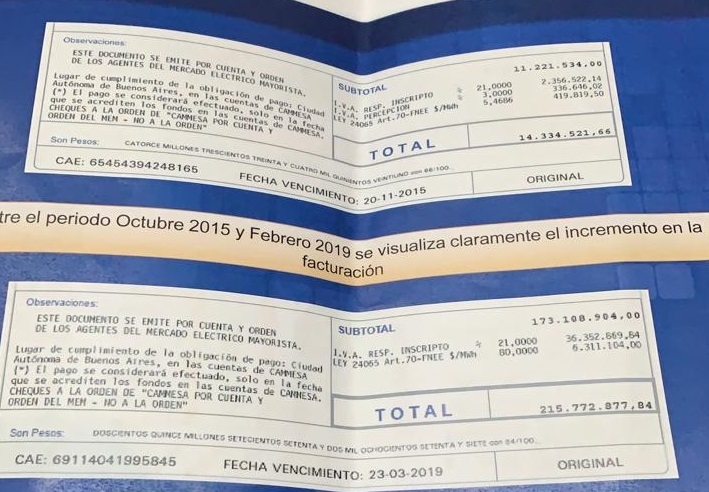 Observaciones:
ESTE DOCUMENTO SE EMITE POR CUENTA Y ORDEN
DE LOS AGENTES DEL MERCADO ELECTRICO MAYORISTA.
Lugar de cumplimiento de la obligación de pago: Ciudad
Autónoma de Buenos Aires, en las cuentas de CAMMESA
(*) El pago se considerará efectuado, solo en la fecha
que se acrediten los fondos en las cuentas de CAMMESA.
CHEQUES A LA ORDEN DE "CAMMESA POR CUENTA Y
ORDEN DEL MEM - NO A LA ORDEN"
SUBTOTAL 11.221.534,00
I.V.A. RESP. INSCRIPTO % 21,0000 2.356.522,14
I.V.A. PERCEPCION % 3,0000 336.646,02
LEY 24065 Art.70-FNEE $/MWh 5,4686 419.819,50
TOTAL 14.334.521,66
Son Pesos: CATORCE MILLONES TRESCIENTOS TREINTA Y CUATRO MIL QUINIENTOS VEINTIUNO con 66/100.
CAE: 65454394248165 FECHA VENCIMIENTO: 20-11-2015 ORIGINAL
tre el periodo Octubre 2015 y Febrero 2019 se visualiza claramente el incremento en la
facturación
Observaciones:
ESTE DOCUMENTO SE EMITE POR CUENTA Y ORDEN
DE LOS AGENTES DEL MERCADO ELECTRICO MAYORISTA.
Lugar de cumplimiento de la obligación de pago: Ciudad
Autónoma de Buenos Aires, en las cuentas de CAMMESA
(*) El pago se considerará efectuado, solo en la fecha
que se acrediten los fondos en las cuentas de CAMMESA.
CHEQUES A LA ORDEN DE "CAMMESA POR CUENTA Y
ORDEN DEL MEM - NO A LA ORDEN"
SUBTOTAL 173.108.904,00
I.V.A. RESP. INSCRIPTO % 21,0000 36.352.869,84
LEY 24065 Art.70-FNEE $/MWh 80,0000 6.311.104,00
TOTAL 215.772.877,84
Son Pesos: DOSCIENTOS QUINCE MILLONES SETECIENTOS SETENTA Y DOS MIL OCHOCIENTOS SETENTA Y SIETE con 84/100.
CAE: 69114041995845 FECHA VENCIMIENTO: 23-03-2019 ORIGINAL